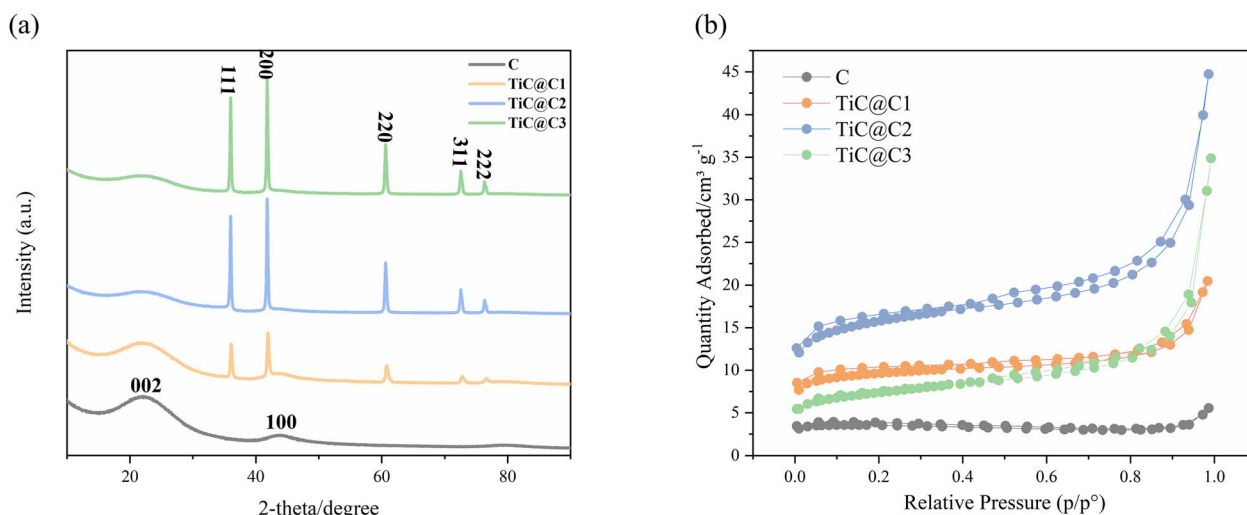 (a)
111
200
220
311
222
002
100
C
TiC@C1
TiC@C2
TiC@C3
Intensity (a.u.)
20
40
60
80
2-theta/degree
(b)
C
TiC@C1
TiC@C2
TiC@C3
Quantity Adsorbed/cm³ g⁻¹
45
40
35
30
25
20
15
10
5
0
0.0
0.2
0.4
0.6
0.8
1.0
Relative Pressure (p/p°)